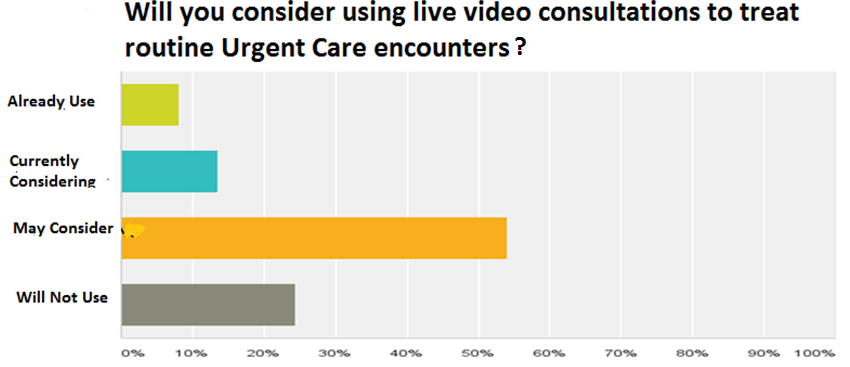 Will you consider using live video consultations to treat
routine Urgent Care encounters?
Already Use
Currently
Considering
May Consider
Will Not Use
0% 10% 20% 30% 40% 50% 60% 70% 80% 90% 100%